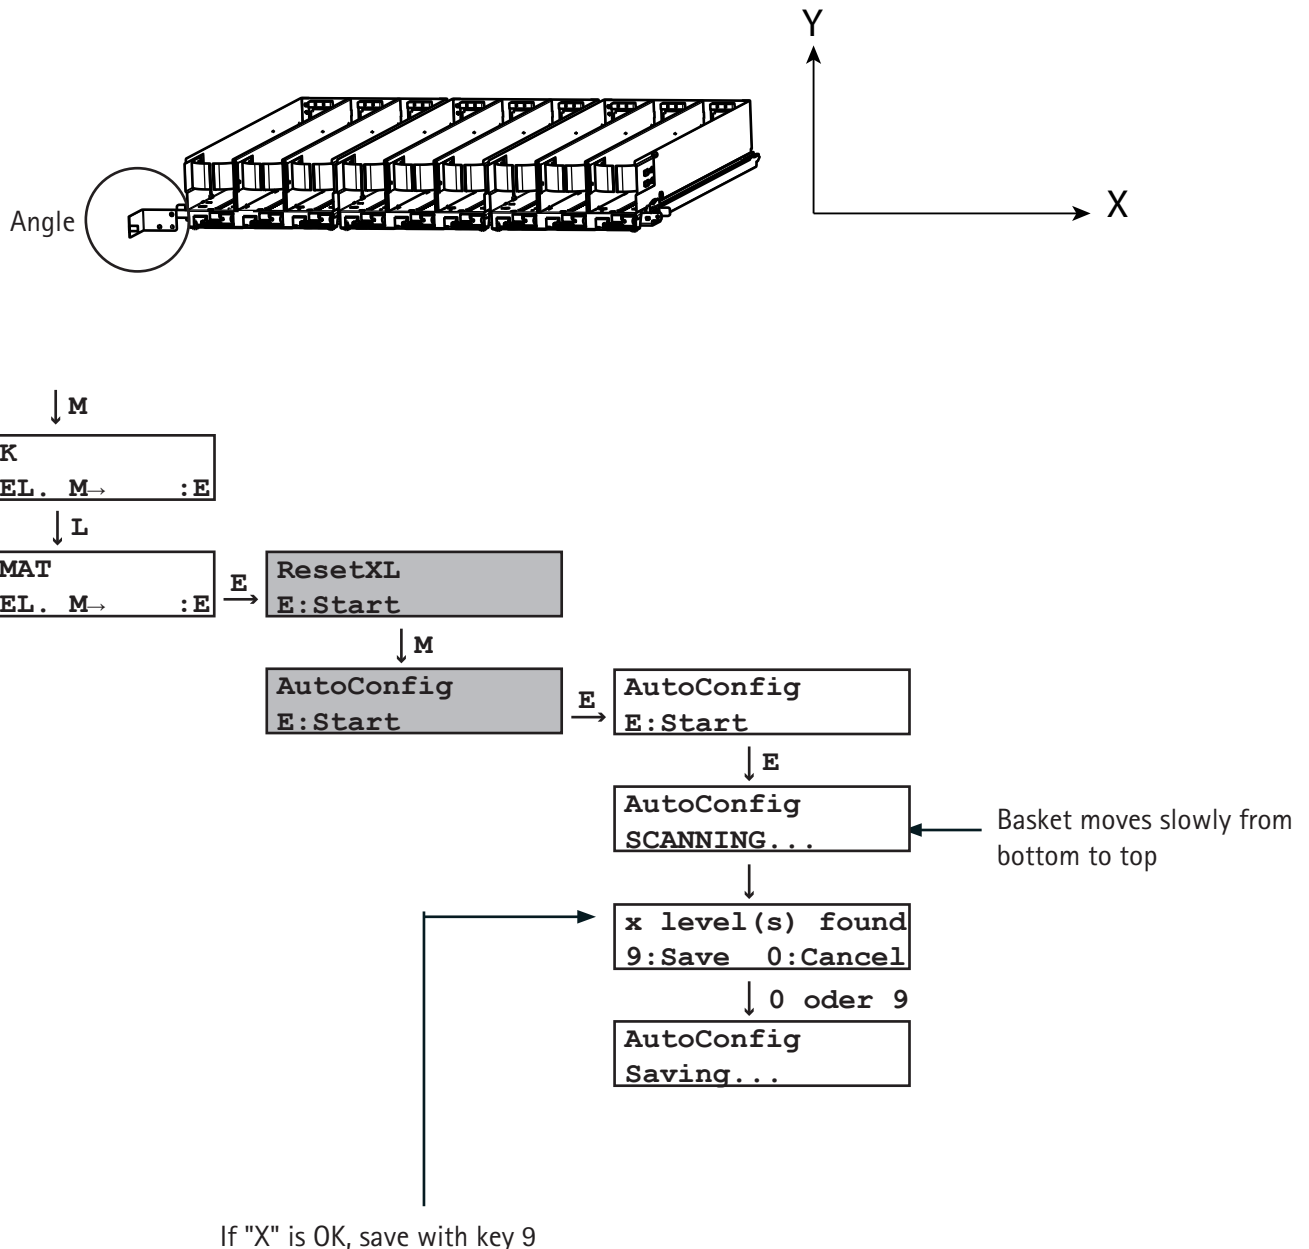 Y
X
Angle
M
K
EL. M→ :E
L
MAT
EL. M→ :E
E
ResetXL
E:Start
M
AutoConfig
E:Start
E
AutoConfig
E:Start
E
AutoConfig
SCANNING...
Basket moves slowly from
bottom to top
x level(s) found
9:Save 0:Cancel
0 oder 9
AutoConfig
Saving...
If "X" is OK, save with key 9